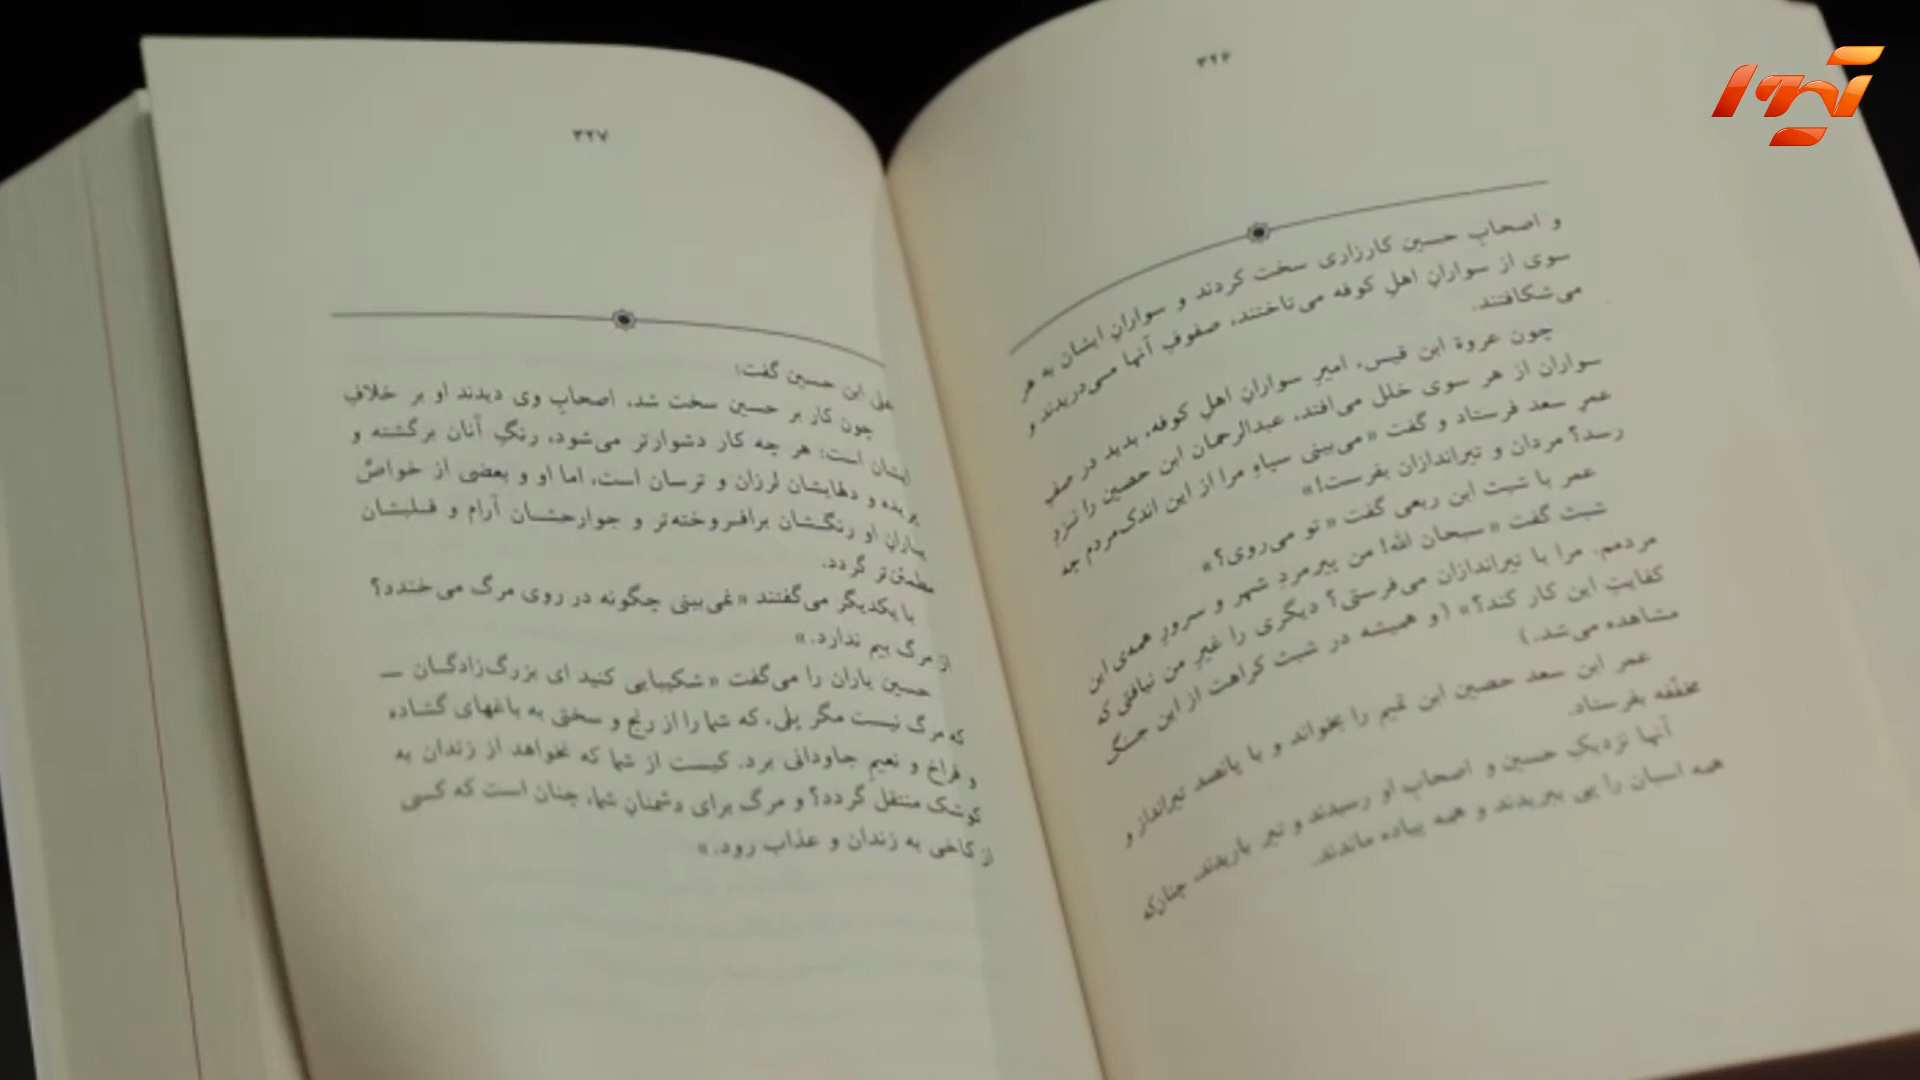 ۳۲۶
و اصحابِ حسین کارزاری سخت کردند و سوارانِ ایشان به هر
سوی از سوارانِ اهلِ کوفه می‌تاختند، صفوفِ آنها می‌دریدند و
می‌شکافتند.
چون عروة ابن قیس، امیرِ سوارانِ اهلِ کوفه، بدید در صفِ
سواران از هر سوی خلل می‌افتد، عبدالرحمان ابن حصین را نزدِ
عمرِ سعد فرستاد و گفت «می‌بینی سپاهِ مرا از این اندک‌مردم چه
رسد؟ مردان و تیراندازان بفرست!»
عمر با شبث ابن ربعی گفت «تو می‌روی؟»
شبث گفت «سبحان الله! من پیرمردِ شهر و سرورِ همه‌ی این
مردمم. مرا با تیراندازان می‌فرستی؟ دیگری را غیرِ من نیافتی که
کفایتِ این کار کند؟» (و همیشه در شبث کراهت از این جنگ
مشاهده می‌شد.)
عمر ابن سعد حصین ابن تمیم را بخواند و با پانصد تیرانداز و
مجفّفه بفرستاد.
آنها نزدیکِ حسین و اصحابِ او رسیدند و تیر باریدند، چنان‌که
همه اسبان را پی ببریدند و همه پیاده ماندند.
۳۲۷
علی ابن حسین گفت:
چون کار بر حسین سخت شد، اصحابِ وی دیدند او بر خلافِ
ایشان است: هر چه کار دشوارتر می‌شود، رنگِ آنان برگشته و
پریده و دلهایشان لرزان و ترسان است، اما او و بعضی از خواصِّ
یارانِ او رنگشان برافروخته‌تر و جوارحشان آرام و قلبشان
مطمئن‌تر گردد.
با یکدیگر می‌گفتند «نمی‌بینی چگونه در روی مرگ می‌خندد؟
از مرگ بیم ندارد.»
حسین یاران را می‌گفت «شکیبایی کنید ای بزرگ‌زادگان —
که مرگ نیست مگر پلی، که شما را از رنج و سختی به باغهای گشاده
و فراخ و نعیمِ جاودانی برد. کیست از شما که نخواهد از زندان به
کوشک منتقل گردد؟ و مرگ برای دشمنانِ شما، چنان است که کسی
از کاخی به زندان و عذاب رود.»